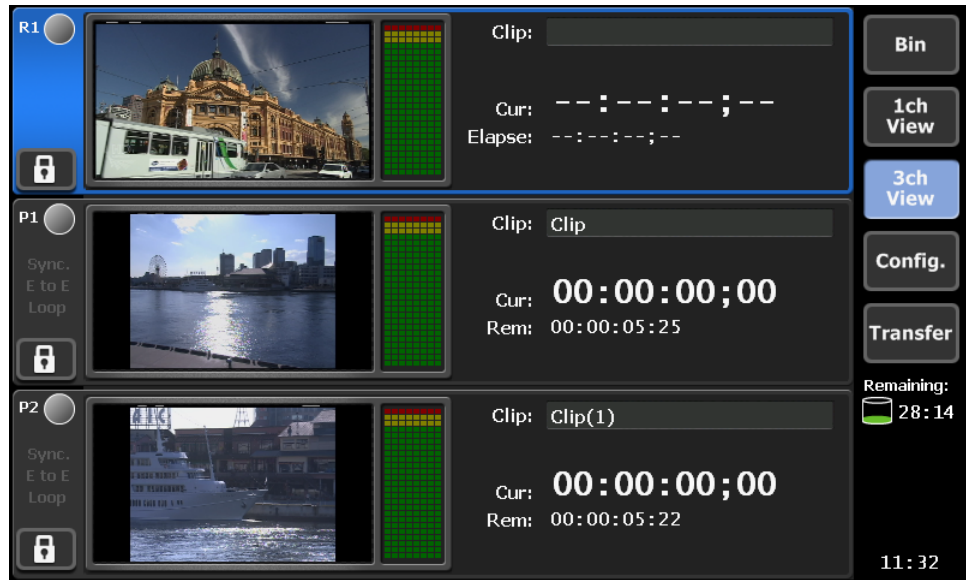 R1
Clip:
Cur: --:--:--;--
Elapse: --:--:--;--
P1
Sync.
E to E
Loop
Clip: Clip
Cur: 00:00:00;00
Rem: 00:00:05:25
P2
Sync.
E to E
Loop
Clip: Clip(1)
Cur: 00:00:00;00
Rem: 00:00:05:22
Bin
1ch
View
3ch
View
Config.
Transfer
Remaining:
28:14
11:32